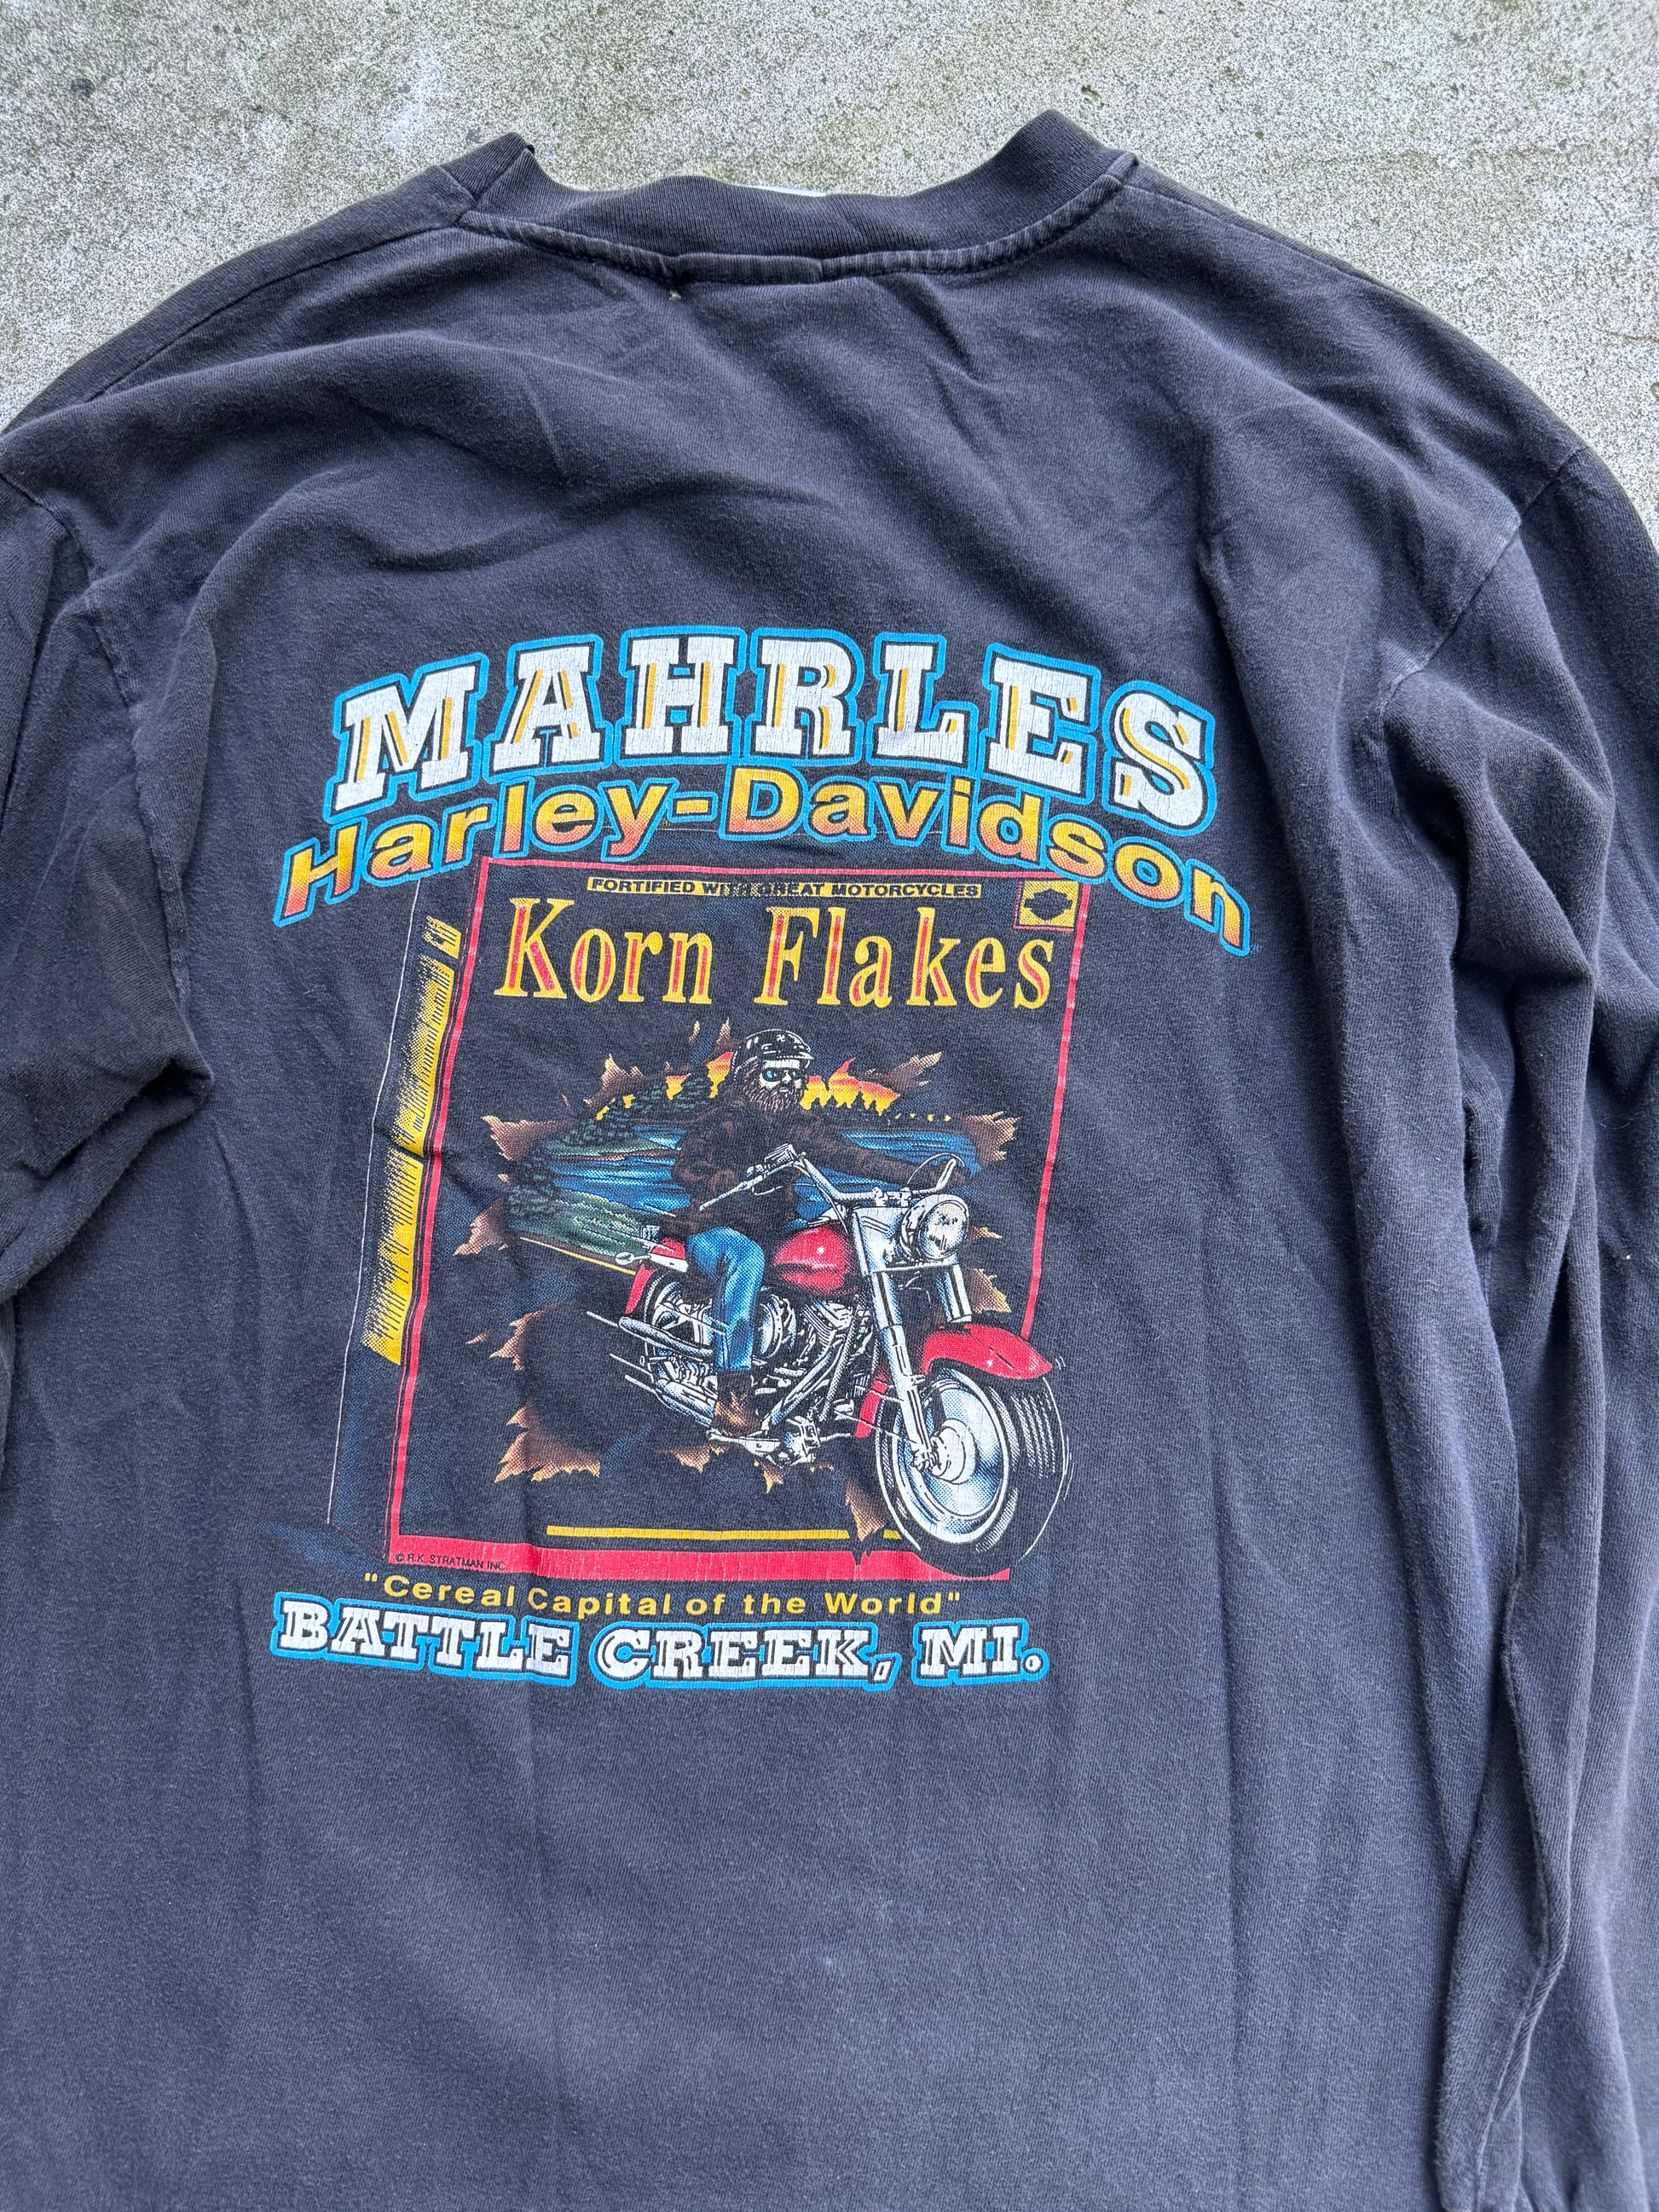 MAHRLES
Harley-Davidson
FORTIFIED WITH GREAT MOTORCYCLES
Korn Flakes
© R.K. STRATMAN INC.
"Cereal Capital of the World"
BATTLE CREEK, MI.